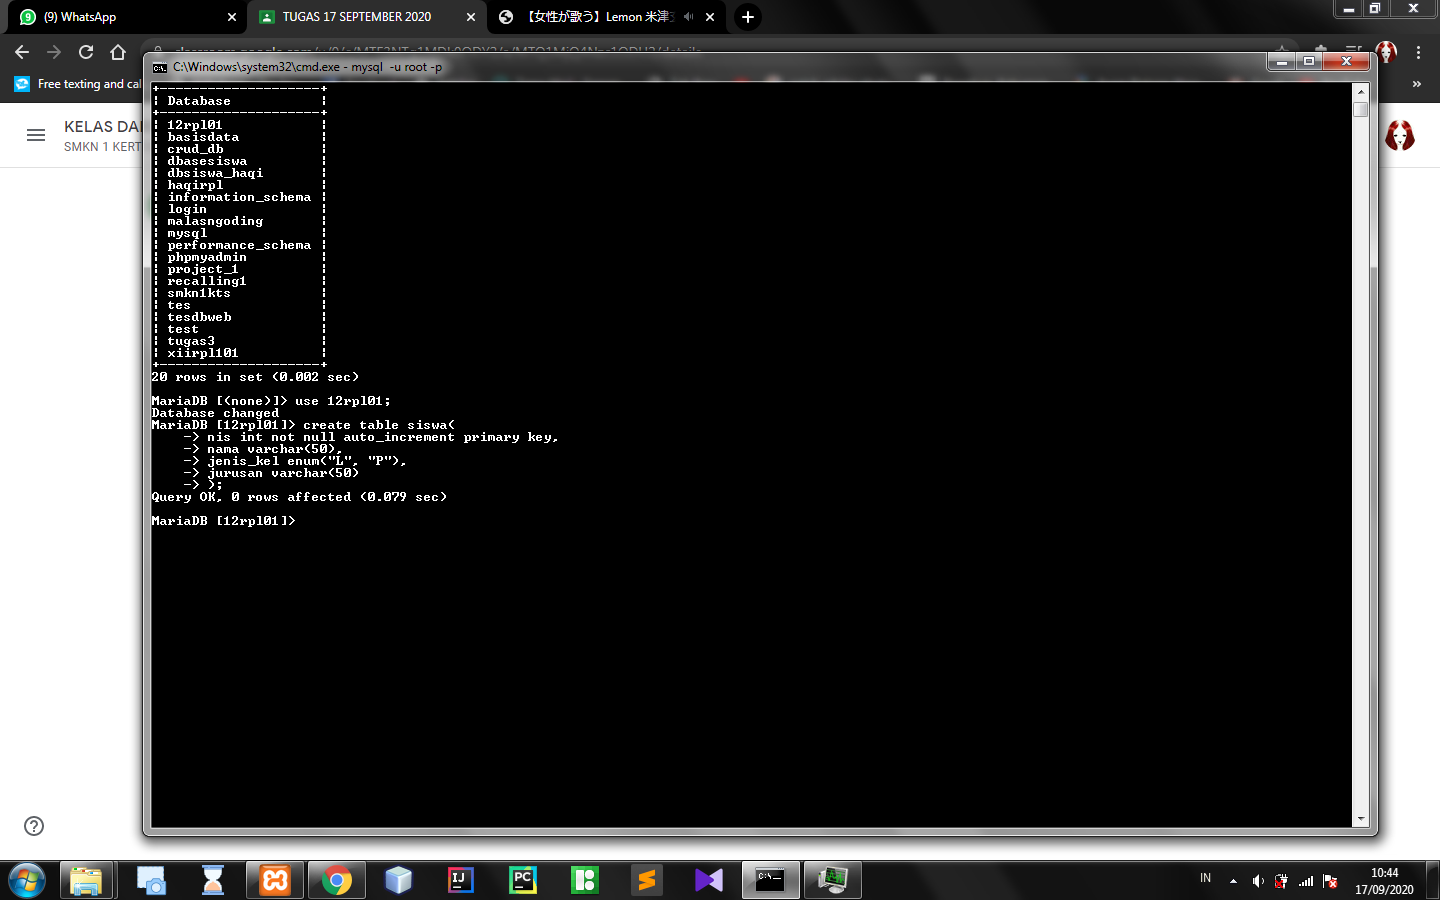 (9) WhatsApp
TUGAS 17 SEPTEMBER 2020
【女性が歌う】Lemon 米津
Free texting and cal
»
KELAS DA
SMKN 1 KERT
C:\Windows\system32\cmd.exe - mysql  -u root -p
+--------------------+
| Database           |
+--------------------+
| 12rpl01            |
| basisdata          |
| crud_db            |
| dbasesiswa         |
| dbsiswa_haqi       |
| haqirpl            |
| information_schema |
| login              |
| malasngoding       |
| mysql              |
| performance_schema |
| phpmyadmin         |
| project_1          |
| recalling1         |
| smkn1kts           |
| tes                |
| tesdbweb           |
| test               |
| tugas3             |
| xiirpl101          |
+--------------------+
20 rows in set (0.002 sec)
MariaDB [(none)]> use 12rpl01;
Database changed
MariaDB [12rpl01]> create table siswa(
    -> nis int not null auto_increment primary key,
    -> nama varchar(50),
    -> jenis_kel enum("L", "P"),
    -> jurusan varchar(50)
    -> );
Query OK, 0 rows affected (0.079 sec)
MariaDB [12rpl01]>
IJ
PC
C:\
IN
10:44
17/09/2020